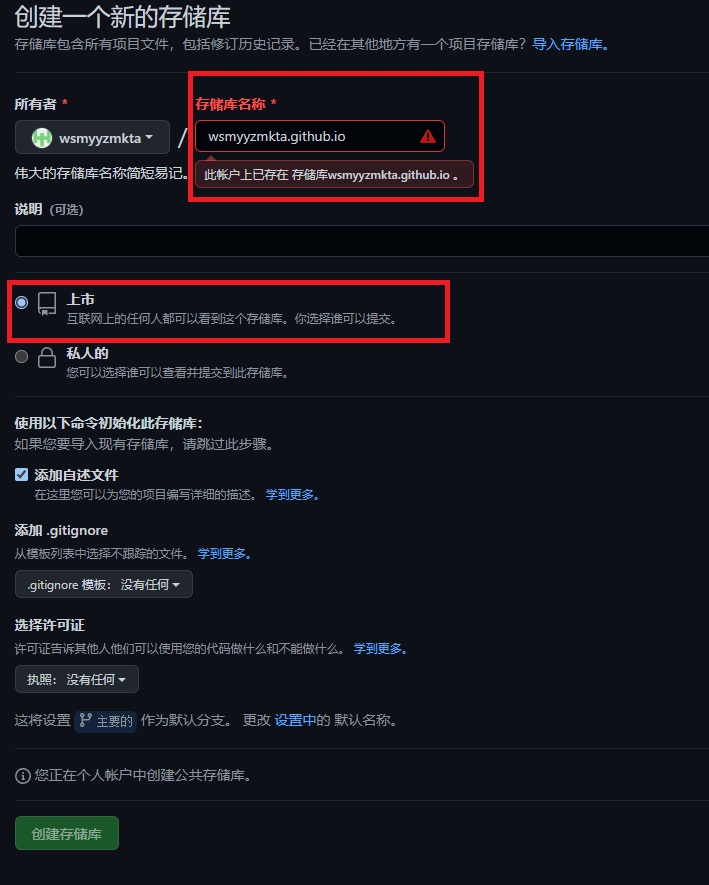 创建一个新的存储库
存储库包含所有项目文件，包括修订历史记录。已经在其他地方有一个项目存储库？导入存储库。
所有者 *
存储库名称 *
wsmyyzmkta
/
wsmyyzmkta.github.io
此帐户上已存在 存储库wsmyyzmkta.github.io 。
伟大的存储库名称简短易记。
说明 (可选)
上市
互联网上的任何人都可以看到这个存储库。你选择谁可以提交。
私人的
您可以选择谁可以查看并提交到此存储库。
使用以下命令初始化此存储库：
如果您要导入现有存储库，请跳过此步骤。
添加自述文件
在这里您可以为您的项目编写详细的描述。 学到更多。
添加 .gitignore
从模板列表中选择不跟踪的文件。 学到更多。
.gitignore 模板： 没有任何
选择许可证
许可证告诉其他人他们可以使用您的代码做什么和不能做什么。 学到更多。
执照： 没有任何
这将设置 主要的 作为默认分支。 更改 设置中的 默认名称。
您正在个人帐户中创建公共存储库。
创建存储库